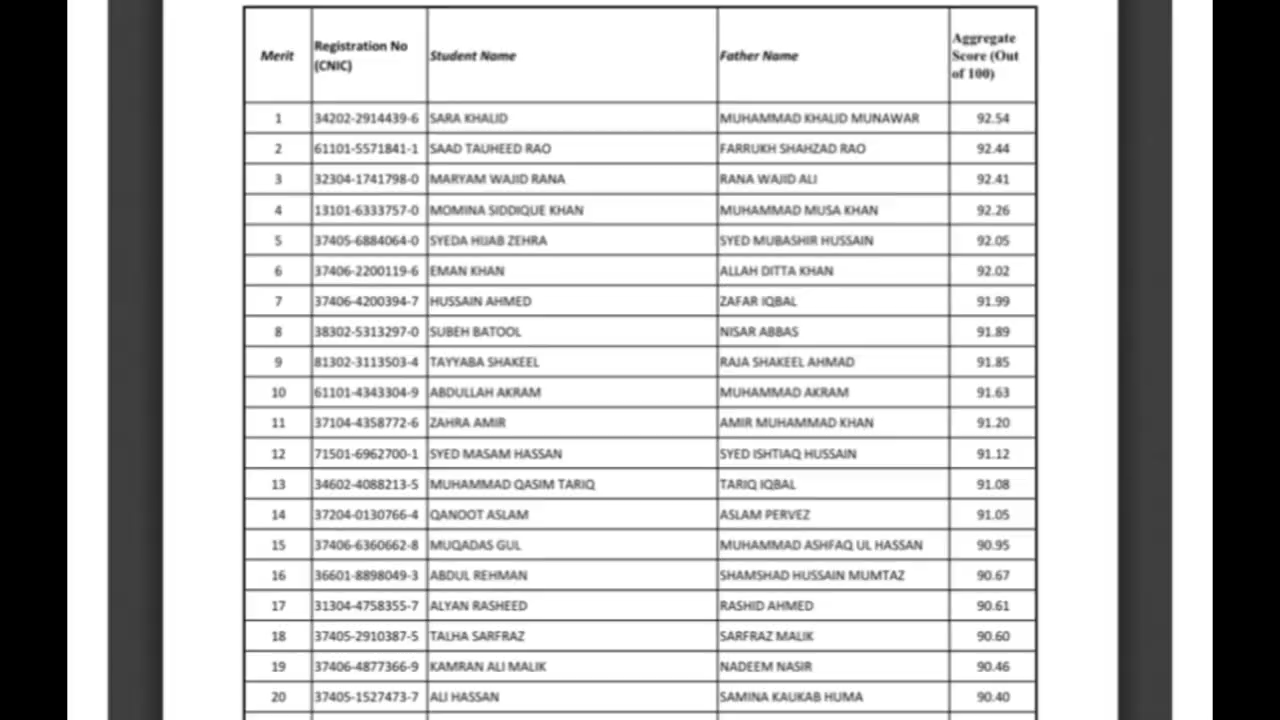 Merit Registration No (CNIC) Student Name Father Name Aggregate Score (Out of 100)
1 34202-2914439-6 SARA KHALID MUHAMMAD KHALID MUNAWAR 92.54
2 61101-5571841-1 SAAD TAUHEED RAO FARRUKH SHAHZAD RAO 92.44
3 32304-1741798-0 MARYAM WAJID RANA RANA WAJID ALI 92.41
4 13101-6333757-0 MOMINA SIDDIQUE KHAN MUHAMMAD MUSA KHAN 92.26
5 37405-6884064-0 SYEDA HIJAB ZEHRA SYED MUBASHIR HUSSAIN 92.05
6 37406-2200119-6 EMAN KHAN ALLAH DITTA KHAN 92.02
7 37406-4200394-7 HUSSAIN AHMED ZAFAR IQBAL 91.99
8 38302-5313297-0 SUBEH BATOOL NISAR ABBAS 91.89
9 81302-3113503-4 TAYYABA SHAKEEL RAJA SHAKEEL AHMAD 91.85
10 61101-4343304-9 ABDULLAH AKRAM MUHAMMAD AKRAM 91.63
11 37104-4358772-6 ZAHRA AMIR AMIR MUHAMMAD KHAN 91.20
12 71501-6962700-1 SYED MASAM HASSAN SYED ISHTIAQ HUSSAIN 91.12
13 34602-4088213-5 MUHAMMAD QASIM TARIQ TARIQ IQBAL 91.08
14 37204-0130766-4 QANOOT ASLAM ASLAM PERVEZ 91.05
15 37406-6360662-8 MUQADAS GUL MUHAMMAD ASHFAQ UL HASSAN 90.95
16 36601-8898049-3 ABDUL REHMAN SHAMSHAD HUSSAIN MUMTAZ 90.67
17 31304-4758355-7 ALYAN RASHEED RASHID AHMED 90.61
18 37405-2910387-5 TALHA SARFRAZ SARFRAZ MALIK 90.60
19 37406-4877366-9 KAMRAN ALI MALIK NADEEM NASIR 90.46
20 37405-1527473-7 ALI HASSAN SAMINA KAUKAB HUMA 90.40